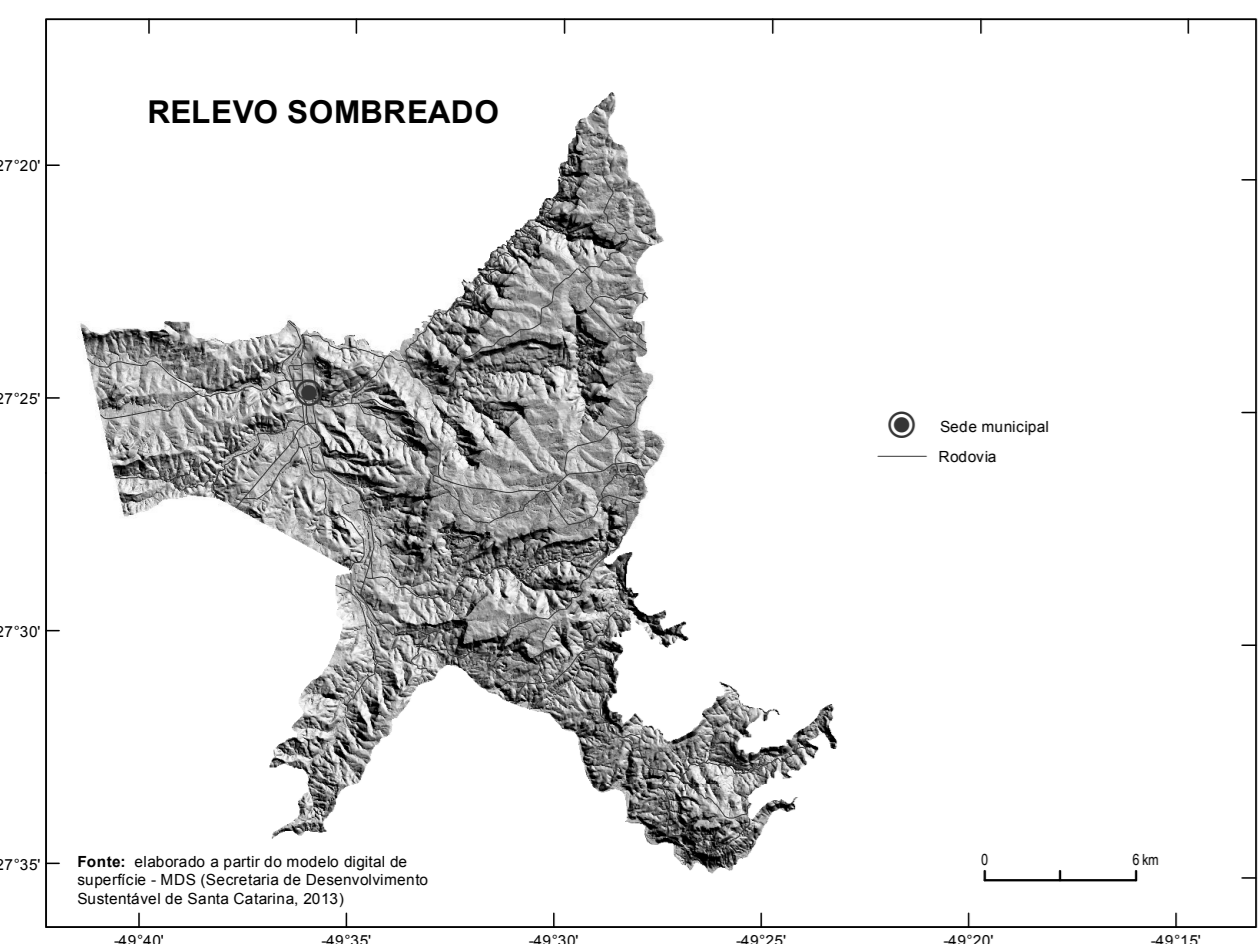 RELEVO SOMBREADO
27°20'
27°25'
Sede municipal
Rodovia
27°30'
27°35'
Fonte: elaborado a partir do modelo digital de
superfície - MDS (Secretaria de Desenvolvimento
Sustentável de Santa Catarina, 2013)
0 6 km
-49°40' -49°35' -49°30' -49°25' -49°20' -49°15'